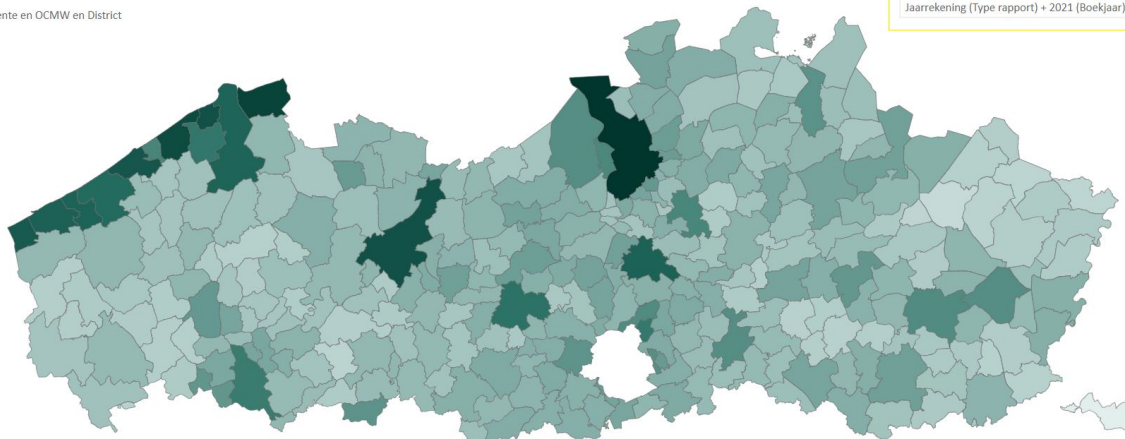 ente en OCMW en District
Jaarrekening (Type rapport) + 2021 (Boekjaar)